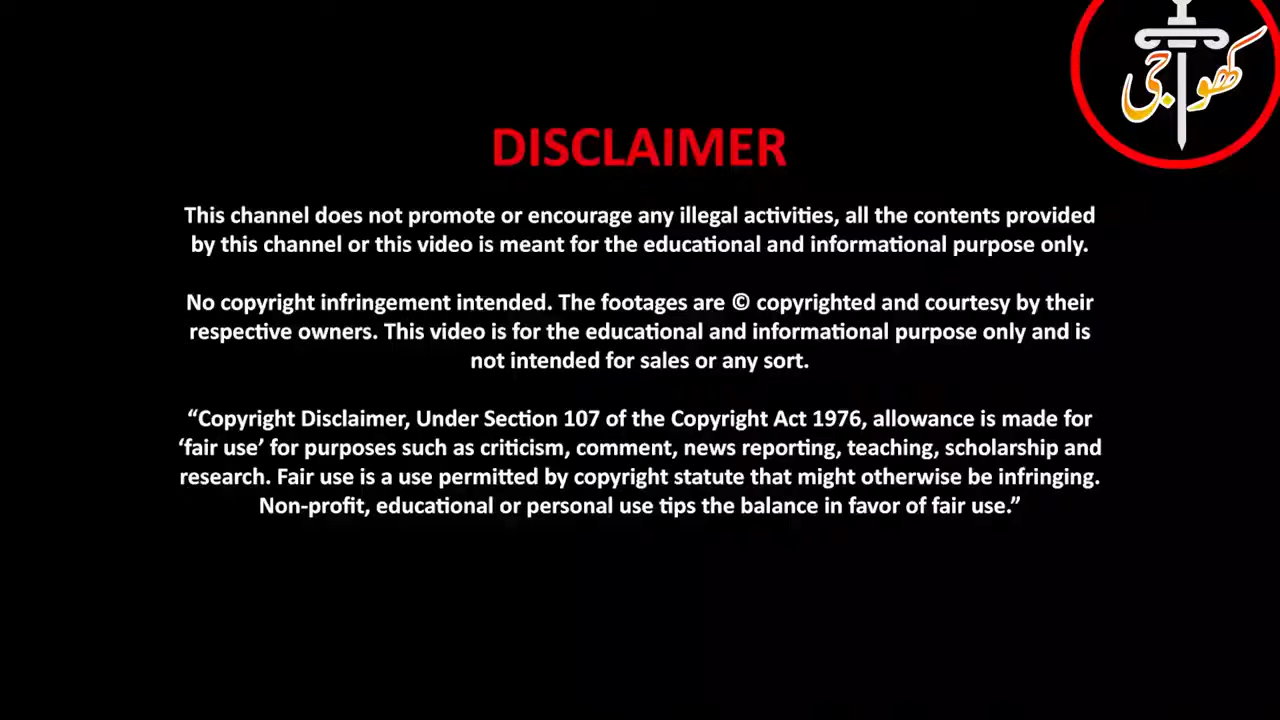 کھوجی
DISCLAIMER
This channel does not promote or encourage any illegal activities, all the contents provided
by this channel or this video is meant for the educational and informational purpose only.
No copyright infringement intended. The footages are © copyrighted and courtesy by their
respective owners. This video is for the educational and informational purpose only and is
not intended for sales or any sort.
“Copyright Disclaimer, Under Section 107 of the Copyright Act 1976, allowance is made for
‘fair use’ for purposes such as criticism, comment, news reporting, teaching, scholarship and
research. Fair use is a use permitted by copyright statute that might otherwise be infringing.
Non-profit, educational or personal use tips the balance in favor of fair use.”